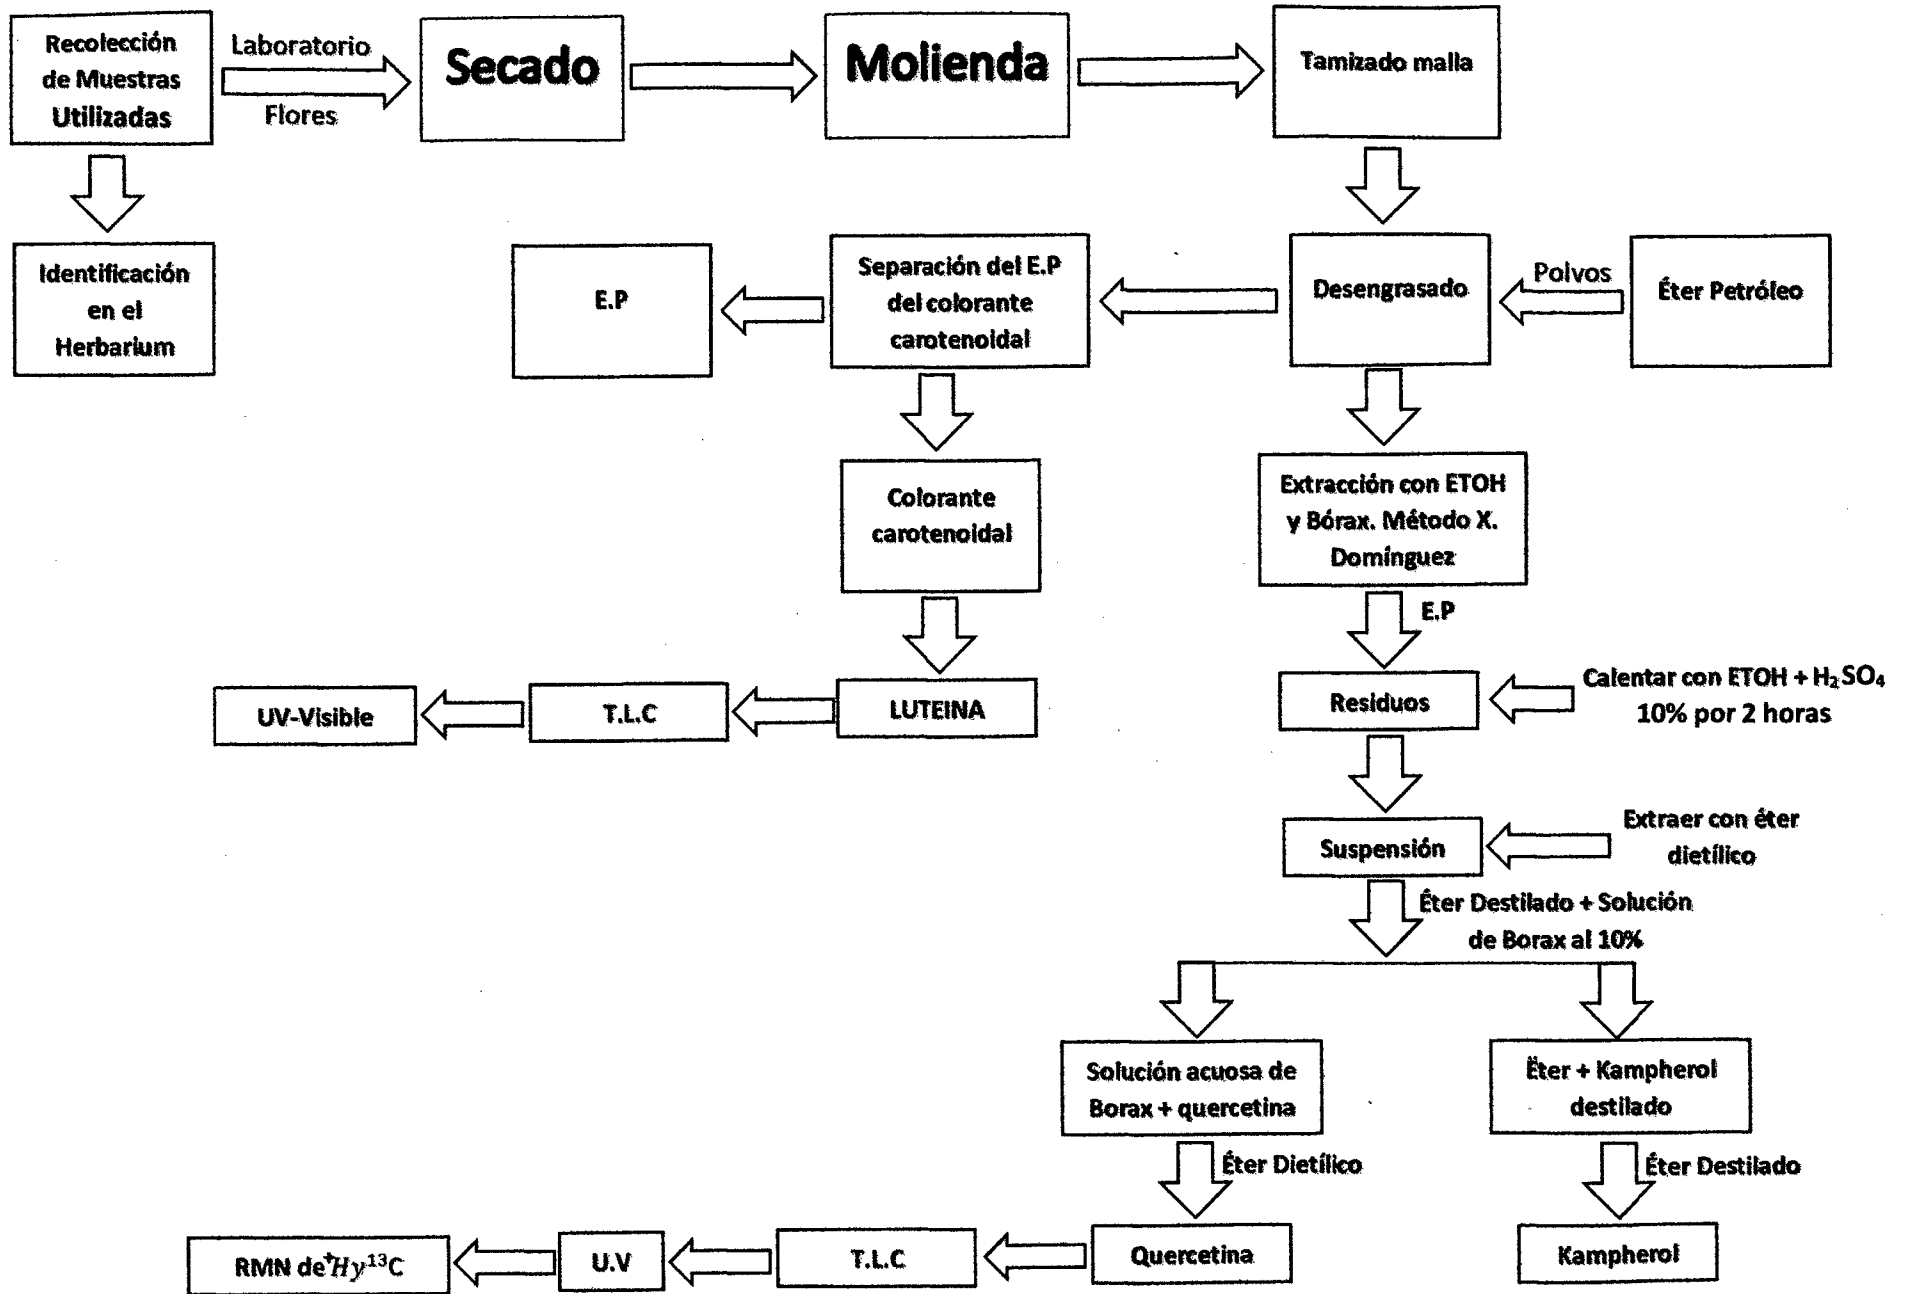 Recolección
de Muestras
Utilizadas
Laboratorio
Flores
Secado
Molienda
Tamizado malla
Identificación
en el
Herbarium
E.P
Separación del E.P
del colorante
carotenoidal
Desengrasado
Polvos
Éter Petróleo
Colorante
carotenoidal
Extracción con ETOH
y Bórax. Método X.
Domínguez
E.P
UV-Visible
T.L.C
LUTEINA
Residuos
Calentar con ETOH + H₂SO₄
10% por 2 horas
Suspensión
Extraer con éter
dietílico
Éter Destilado + Solución
de Borax al 10%
Solución acuosa de
Borax + quercetina
Ëter + Kampherol
destilado
Éter Dietílico
Éter Destilado
RMN de⁺Hy¹³C
U.V
T.L.C
Quercetina
Kampherol